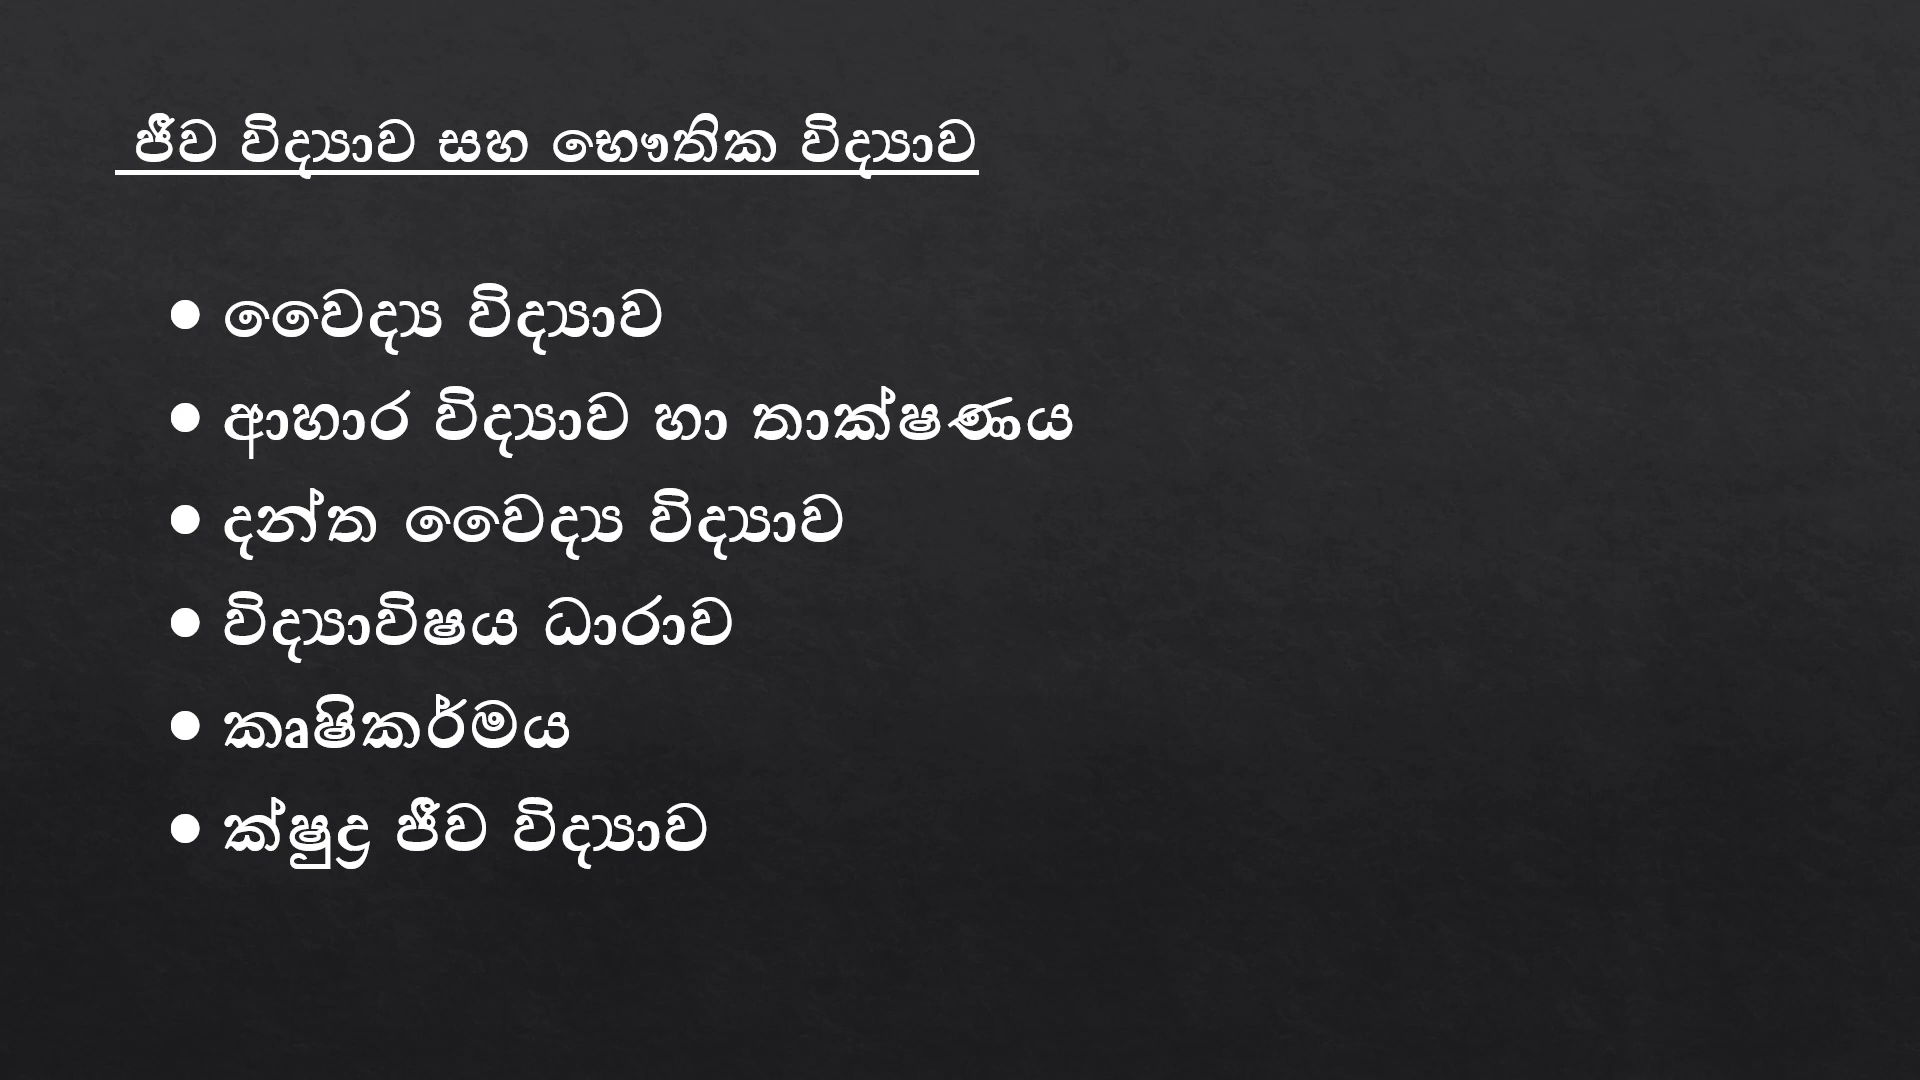 ජීව විද්‍යාව සහ භෞතික විද්‍යාව
• වෛද්‍ය විද්‍යාව
• ආහාර විද්‍යාව හා තාක්ෂණය
• දන්ත වෛද්‍ය විද්‍යාව
• විද්‍යාවිෂය ධාරාව
• කෘෂිකර්මය
• ක්ෂුද්‍ර ජීව විද්‍යාව